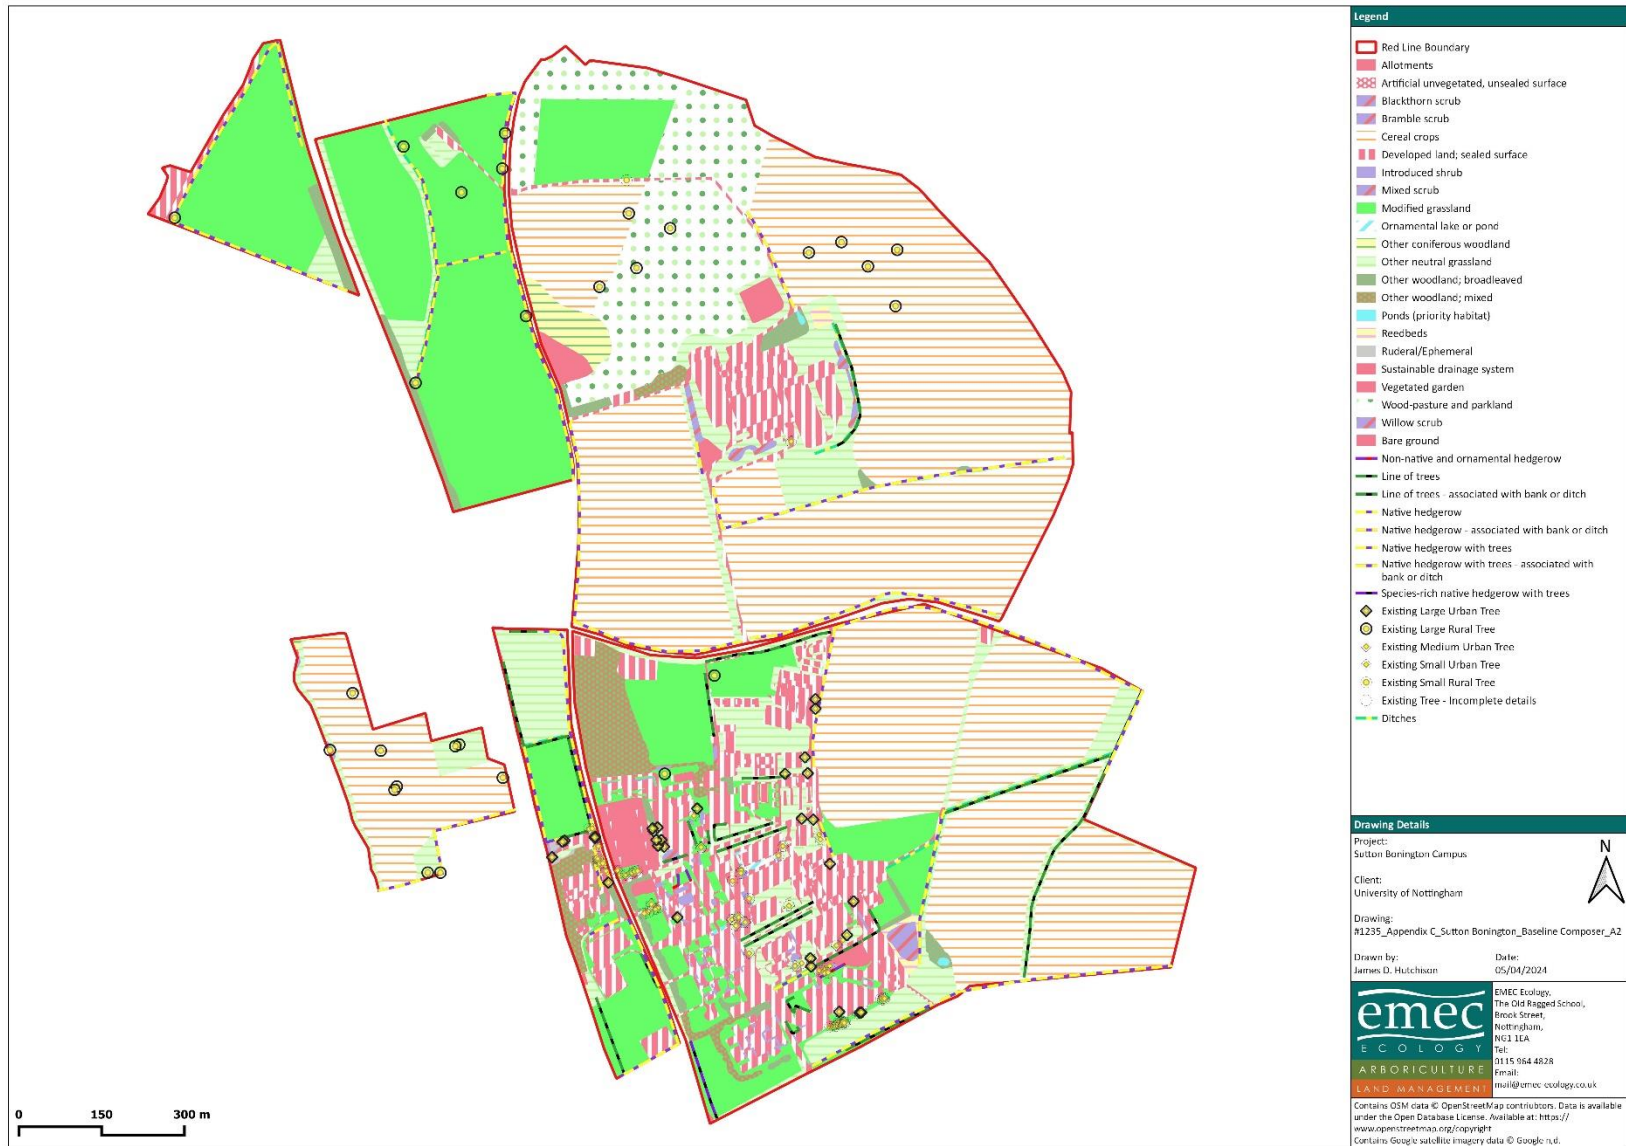 Legend
Red Line Boundary
Allotments
Artificial unvegetated, unsealed surface
Blackthorn scrub
Bramble scrub
Cereal crops
Developed land; sealed surface
Introduced shrub
Mixed scrub
Modified grassland
Ornamental lake or pond
Other coniferous woodland
Other neutral grassland
Other woodland; broadleaved
Other woodland; mixed
Ponds (priority habitat)
Reedbeds
Ruderal/Ephemeral
Sustainable drainage system
Vegetated garden
Wood-pasture and parkland
Willow scrub
Bare ground
Non-native and ornamental hedgerow
Line of trees
Line of trees - associated with bank or ditch
Native hedgerow
Native hedgerow - associated with bank or ditch
Native hedgerow with trees
Native hedgerow with trees - associated with
bank or ditch
Species-rich native hedgerow with trees
Existing Large Urban Tree
Existing Large Rural Tree
Existing Medium Urban Tree
Existing Small Urban Tree
Existing Small Rural Tree
Existing Tree - Incomplete details
Ditches
Drawing Details
Project:
Sutton Bonington Campus
N
Client:
University of Nottingham
Drawing:
#1235_Appendix C_Sutton Bonington_Baseline Composer_A2
Drawn by: Date:
James D. Hutchison 05/04/2024
emec
ECOLOGY
ARBORICULTURE
LAND MANAGEMENT
EMEC Ecology,
The Old Ragged School,
Brook Street,
Nottingham,
NG1 1EA
Tel:
0115 964 4828
Email:
mail@emec-ecology.co.uk
Contains OSM data © OpenStreetMap contriubtors. Data is available
under the Open Database License. Available at: https://
www.openstreetmap.org/copyright
Contains Google satellite imagery data © Google n.d.
0 150 300 m